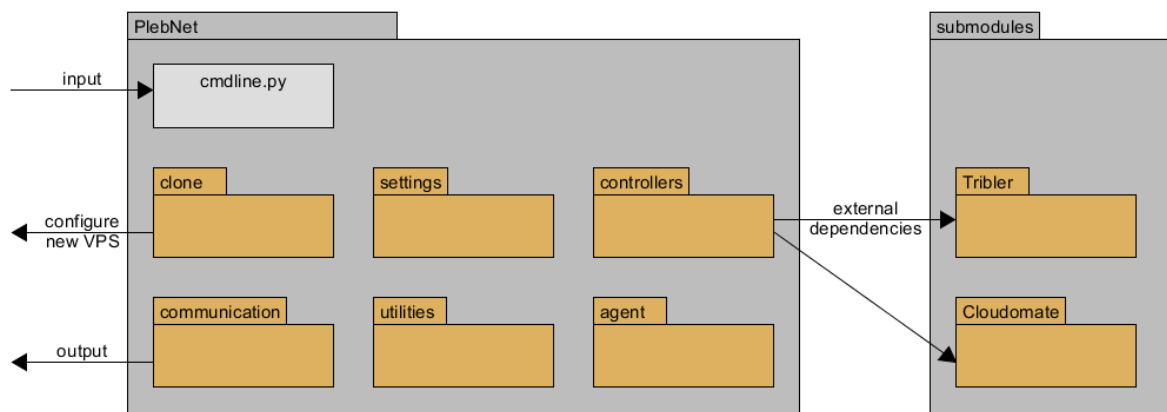 PlebNet
submodules
input
cmdline.py
clone
settings
controllers
Tribler
configure
new VPS
external
dependencies
communication
utilities
agent
Cloudomate
output